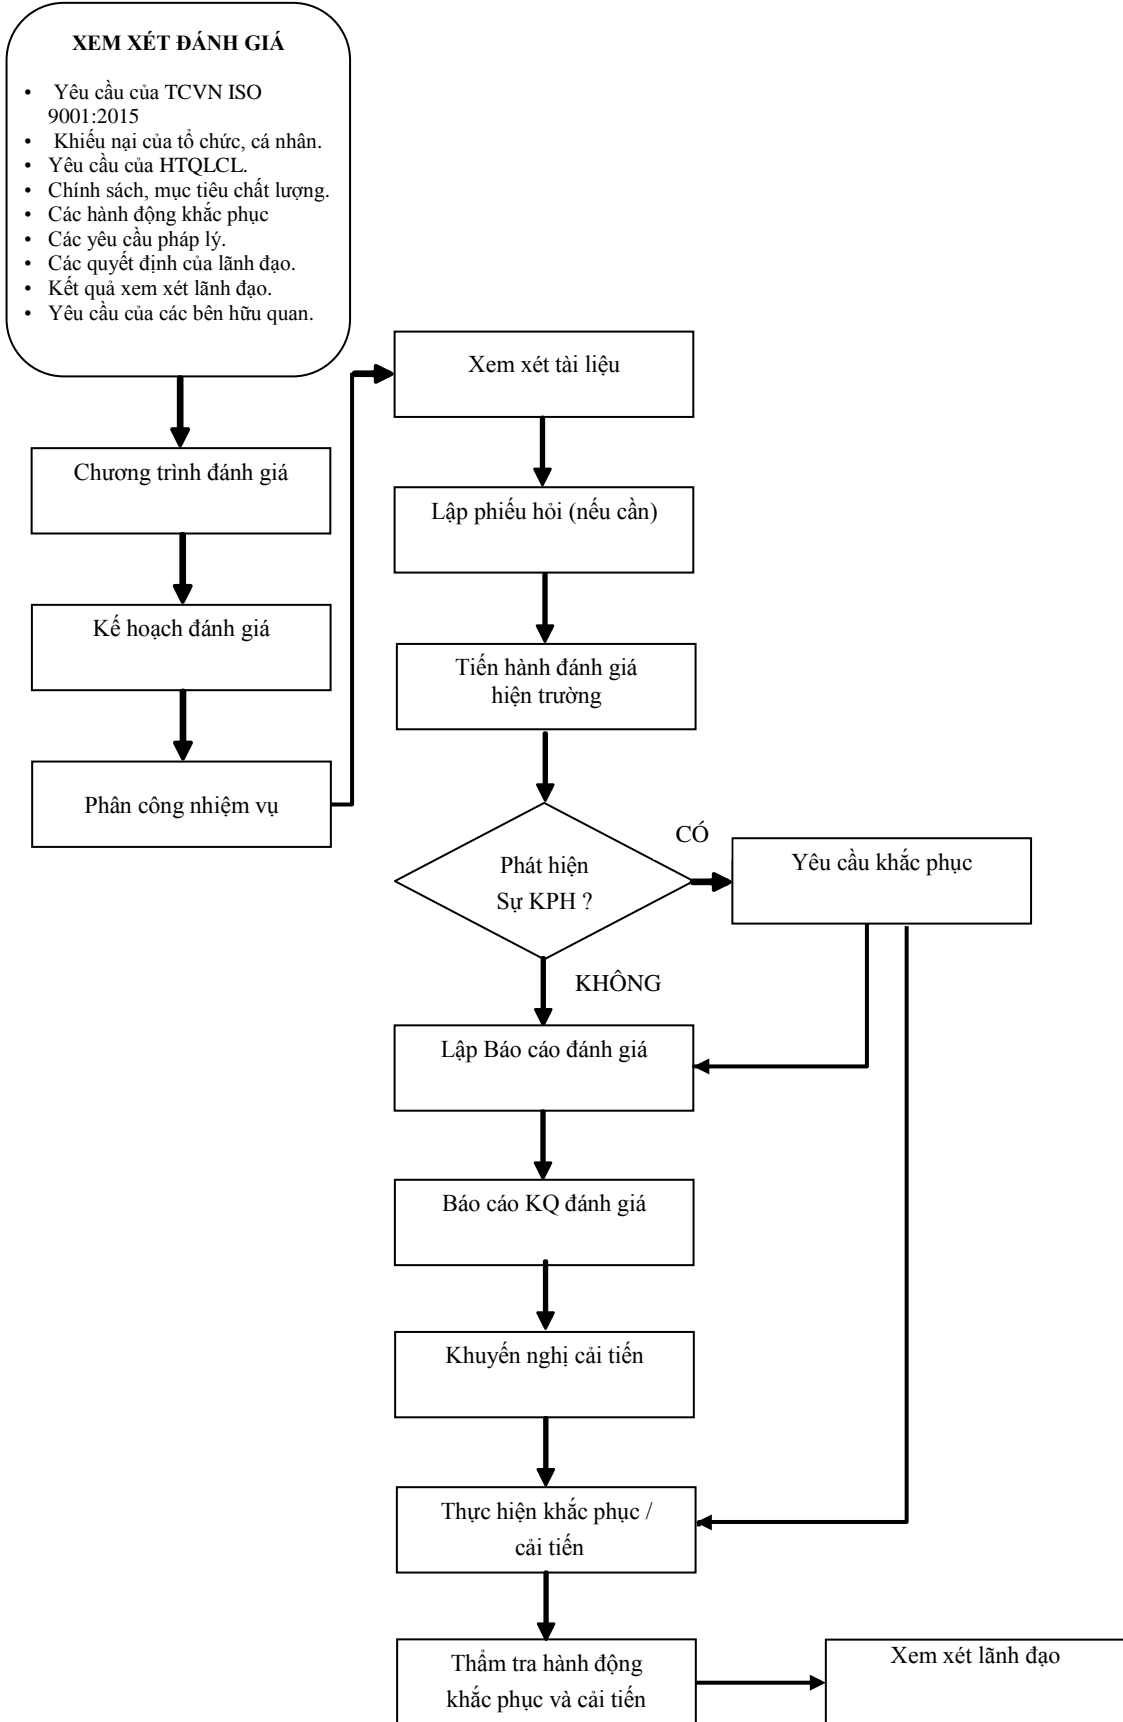 XEM XÉT ĐÁNH GIÁ
• Yêu cầu của TCVN ISO
9001:2015
• Khiếu nại của tổ chức, cá nhân.
• Yêu cầu của HTQLCL.
• Chính sách, mục tiêu chất lượng.
• Các hành động khắc phục
• Các yêu cầu pháp lý.
• Các quyết định của lãnh đạo.
• Kết quả xem xét lãnh đạo.
• Yêu cầu của các bên hữu quan.
Chương trình đánh giá
Kế hoạch đánh giá
Phân công nhiệm vụ
Xem xét tài liệu
Lập phiếu hỏi (nếu cần)
Tiến hành đánh giá
hiện trường
Phát hiện
Sự KPH ?
CÓ
Yêu cầu khắc phục
KHÔNG
Lập Báo cáo đánh giá
Báo cáo KQ đánh giá
Khuyến nghị cải tiến
Thực hiện khắc phục /
cải tiến
Thẩm tra hành động
khắc phục và cải tiến
Xem xét lãnh đạo